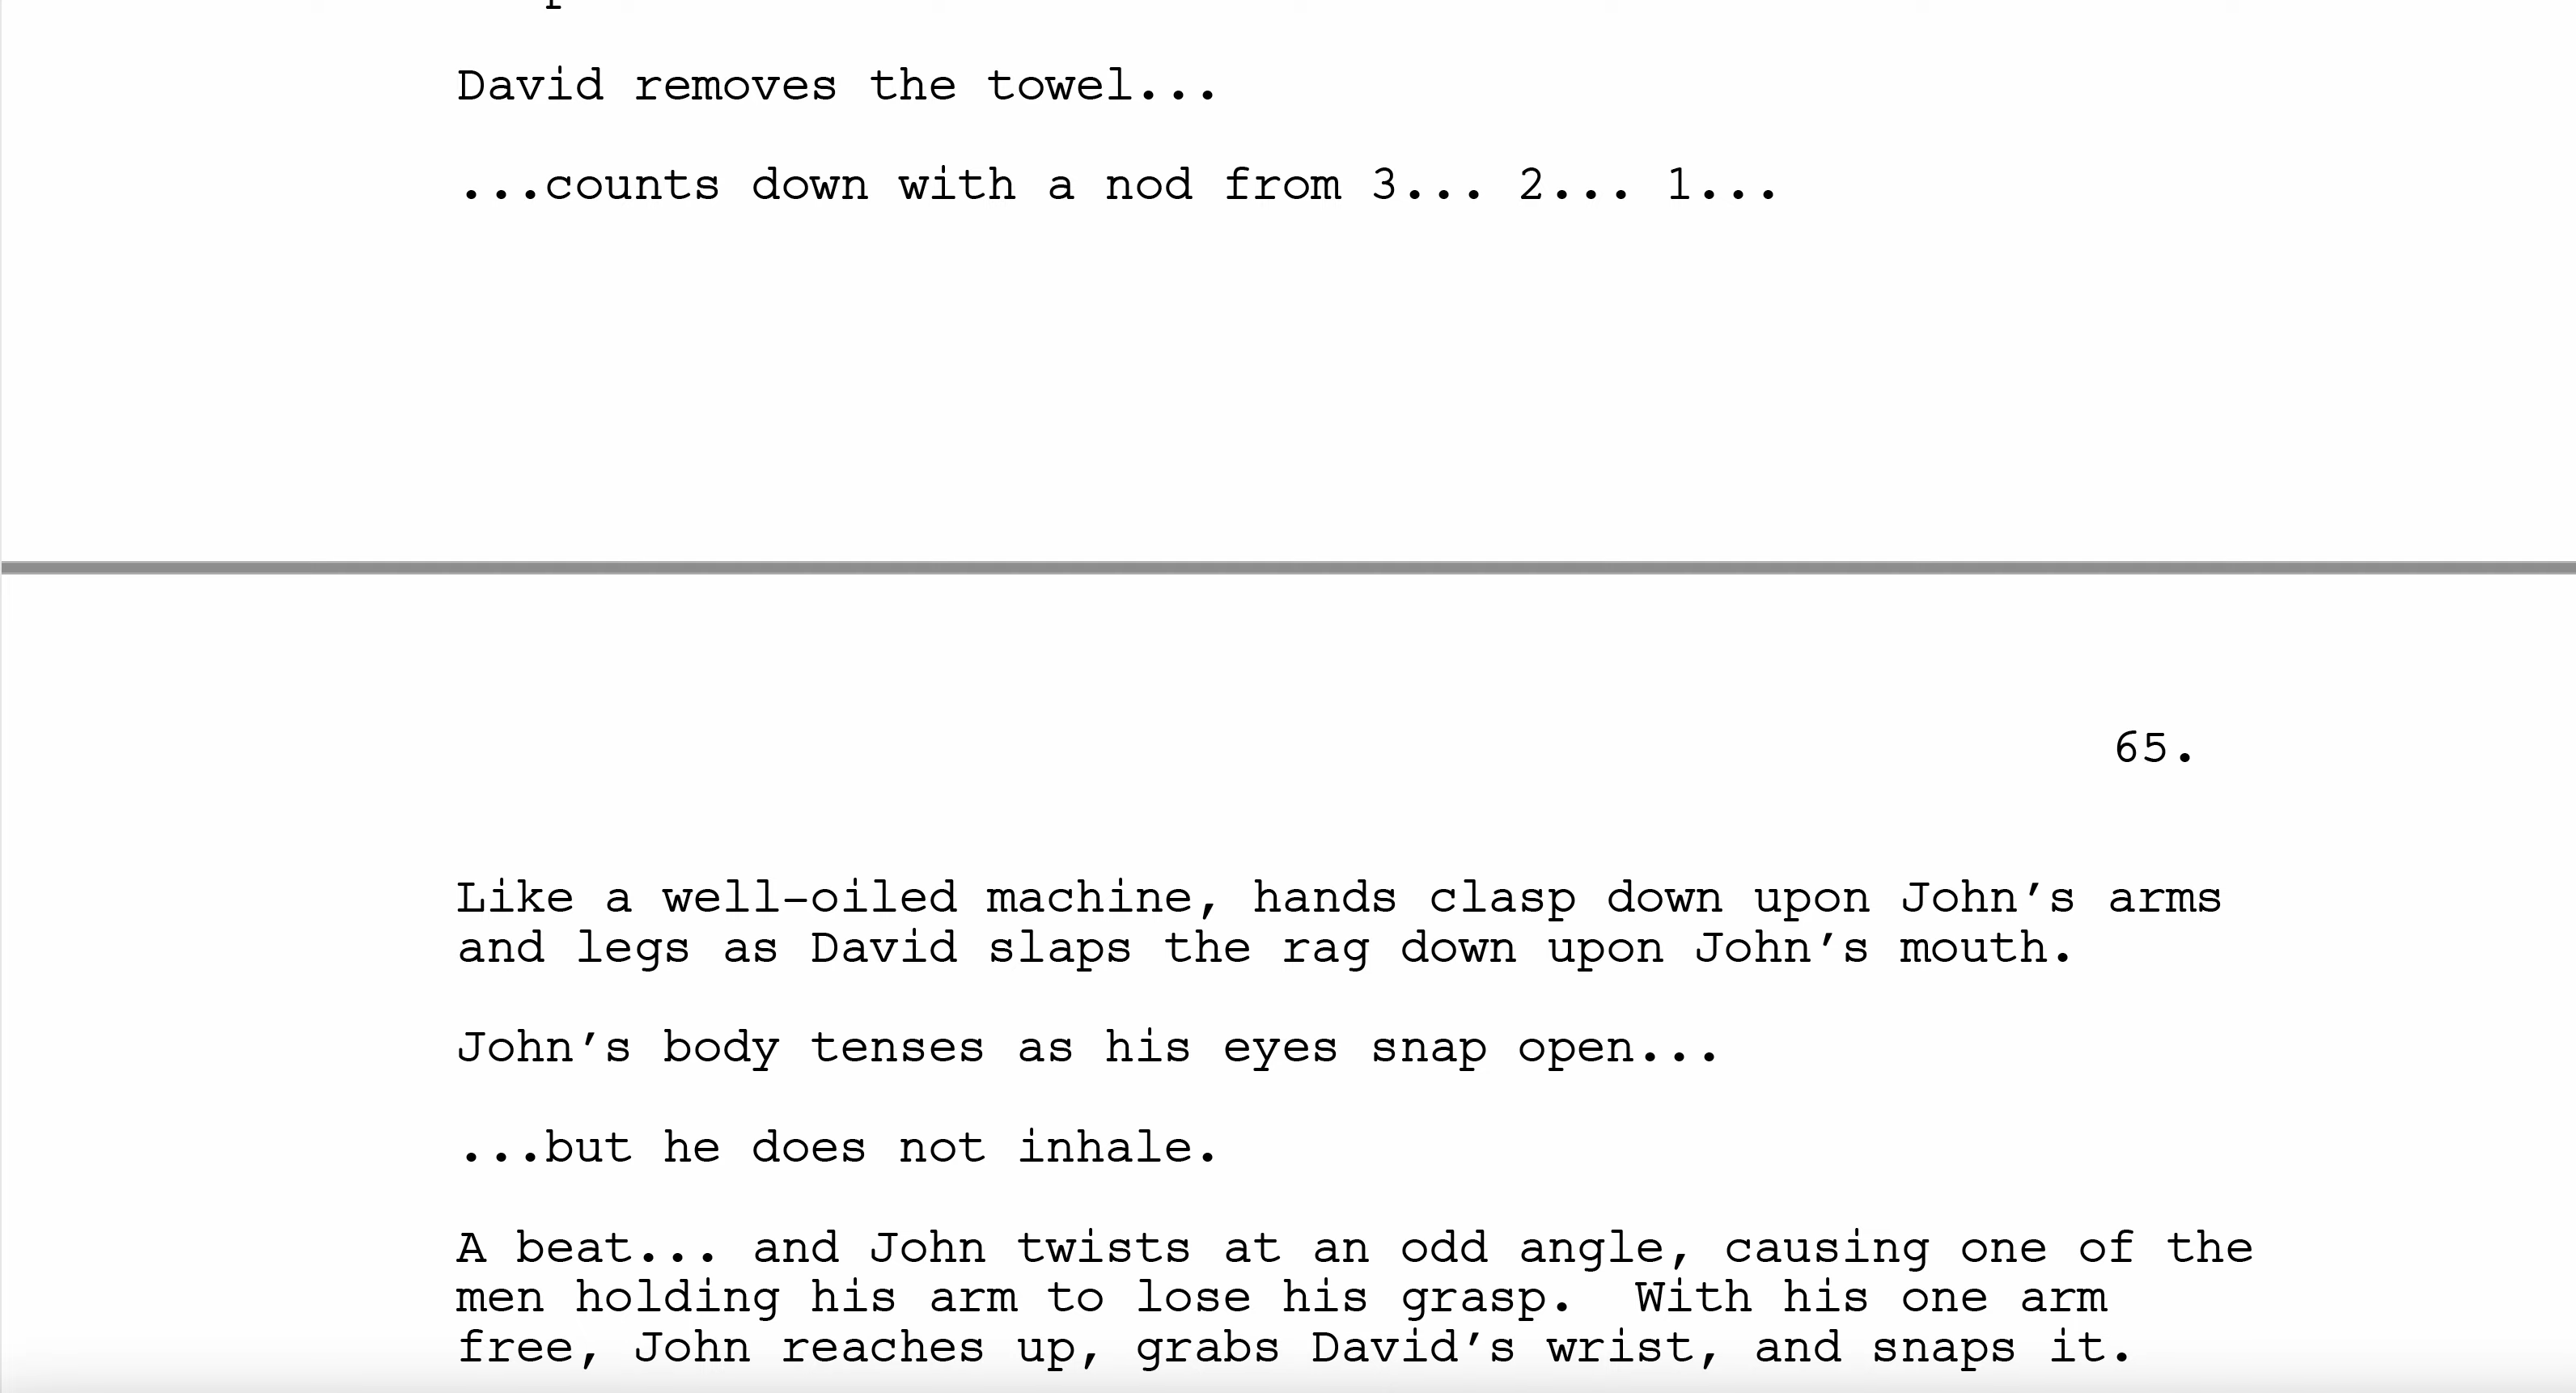 David removes the towel...
...counts down with a nod from 3... 2... 1...
65.
Like a well-oiled machine, hands clasp down upon John’s arms
and legs as David slaps the rag down upon John’s mouth.
John’s body tenses as his eyes snap open...
...but he does not inhale.
A beat... and John twists at an odd angle, causing one of the
men holding his arm to lose his grasp.  With his one arm
free, John reaches up, grabs David’s wrist, and snaps it.